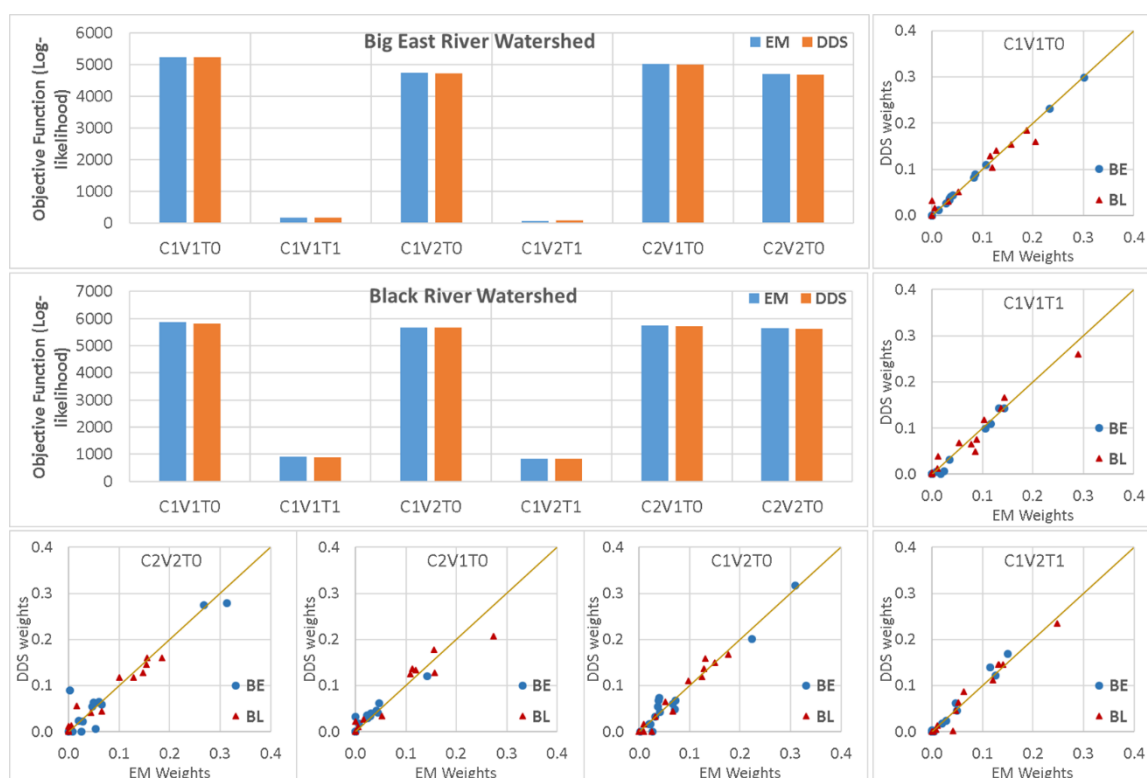 Big East River Watershed
EM DDS
Objective Function (Log-
likelihood)
6000
5000
4000
3000
2000
1000
0
C1V1T0 C1V1T1 C1V2T0 C1V2T1 C2V1T0 C2V2T0
C1V1T0
DDS weights
0.4
0.3
0.2
0.1
0.0
BE
BL
0.0 0.1 0.2 0.3 0.4
EM Weights
Black River Watershed
EM DDS
Objective Function (Log-
likelihood)
7000
6000
5000
4000
3000
2000
1000
0
C1V1T0 C1V1T1 C1V2T0 C1V2T1 C2V1T0 C2V2T0
C1V1T1
DDS weights
0.4
0.3
0.2
0.1
0.0
BE
BL
0.0 0.1 0.2 0.3 0.4
EM Weights
C2V2T0
DDS weights
0.4
0.3
0.2
0.1
0.0
BE
BL
0.0 0.1 0.2 0.3 0.4
EM Weights
C2V1T0
DDS weights
0.4
0.3
0.2
0.1
0.0
BE
BL
0.0 0.1 0.2 0.3 0.4
EM Weights
C1V2T0
DDS weights
0.4
0.3
0.2
0.1
0.0
BE
BL
0.0 0.1 0.2 0.3 0.4
EM Weights
C1V2T1
DDS weights
0.4
0.3
0.2
0.1
0.0
BE
BL
0.0 0.1 0.2 0.3 0.4
EM Weights